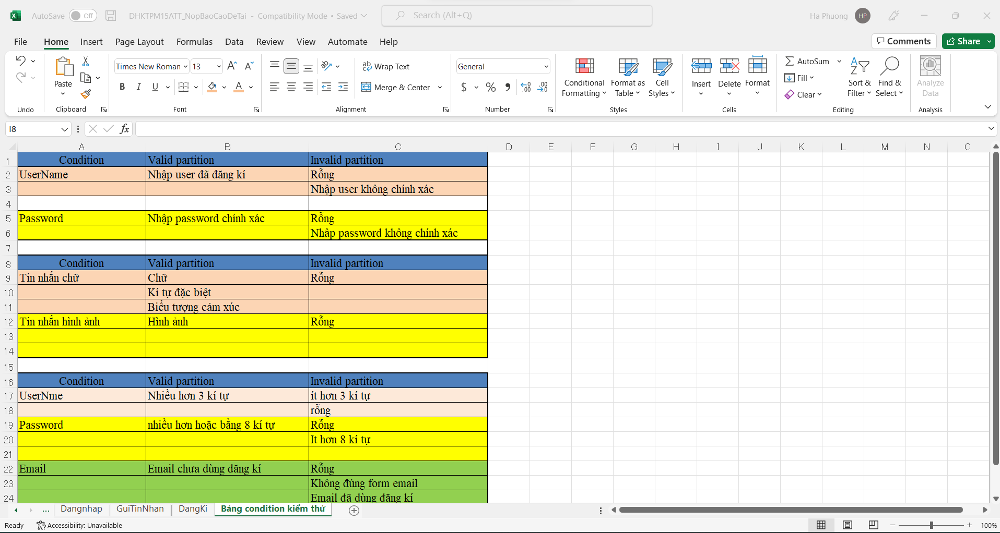 AutoSave Off DHKTPM15ATT_NopBaoCaoDeTai - Compatibility Mode • Saved Search (Alt+Q) Ha Phuong HP
File Home Insert Page Layout Formulas Data Review View Automate Help Comments Share
Times New Roman 13 Wrap Text General AutoSum
Paste B I U Merge & Center $ % Conditional Formatting Format as Table Cell Styles Insert Delete Format Fill Clear Sort & Filter Find & Select Analyze Data
Undo Clipboard Font Alignment Number Styles Cells Editing Analysis
I8 fx
A B C D E F G H I J K L M N O
1 Condition Valid partition Invalid partition
2 UserName Nhập user đã đăng kí Rỗng
3 Nhập user không chính xác
4
5 Password Nhập password chính xác Rỗng
6 Nhâp password không chính xác
7
8 Condition Valid partition Invalid partition
9 Tin nhắn chữ Chữ Rỗng
10 Kí tự đặc biệt
11 Biểu tượng cảm xúc
12 Tin nhắn hình ảnh Hình ảnh Rỗng
13
14
15
16 Condition Valid partition Invalid partition
17 UserNme Nhiều hơn 3 kí tự ít hơn 3 kí tự
18 rỗng
19 Password nhiều hơn hoặc bằng 8 kí tự Rỗng
20 It hơn 8 kí tự
21
22 Email Email chưa dùng đăng kí Rỗng
23 Không đúng form email
24 Email đã dùng đăng kí
... Dangnhap GuiTinNhan DangKi Bảng condition kiểm thử
Ready Accessibility: Unavailable 100%